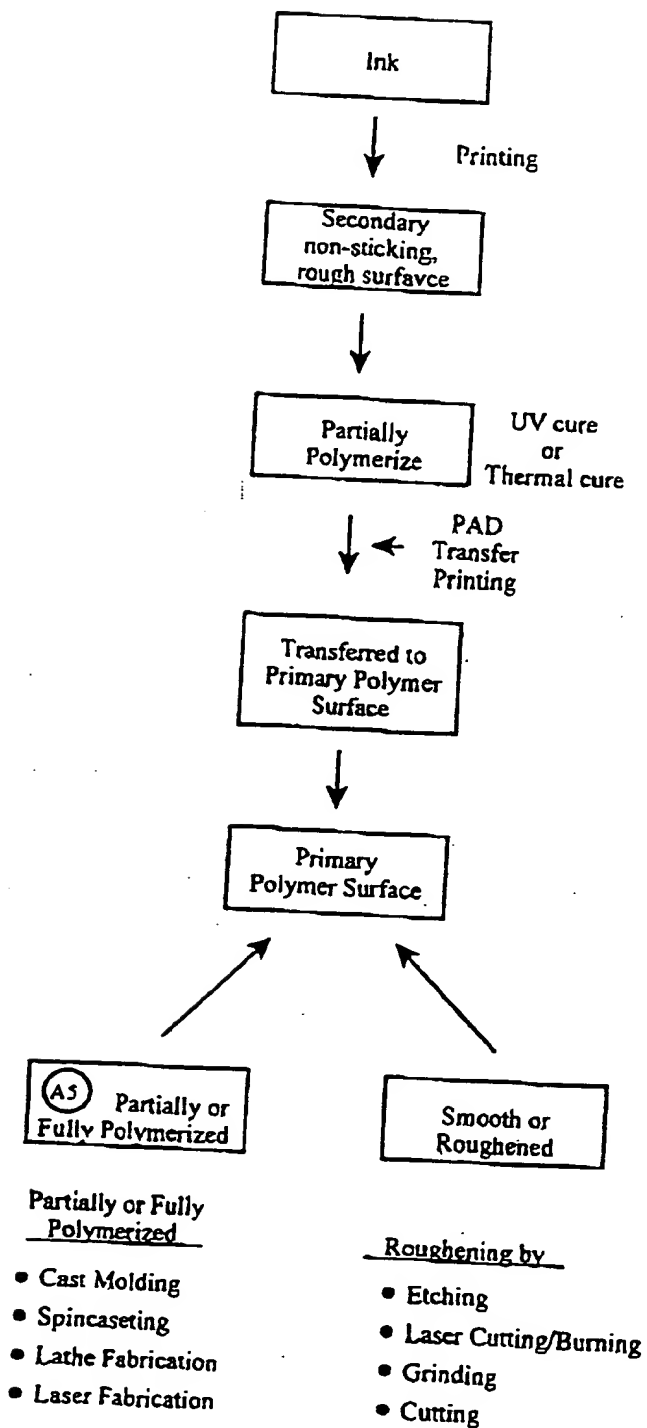 Ink
Printing
Secondary
non-sticking,
rough surfavce
Partially
Polymerize
UV cure
or
Thermal cure
PAD
Transfer
Printing
Transferred to
Primary Polymer
Surface
Primary
Polymer Surface
A5 Partially or
Fully Polymerized
Smooth or
Roughened
Partially or Fully
Polymerized
• Cast Molding
• Spincaseting
• Lathe Fabrication
• Laser Fabrication
Roughening by
• Etching
• Laser Cutting/Burning
• Grinding
• Cutting